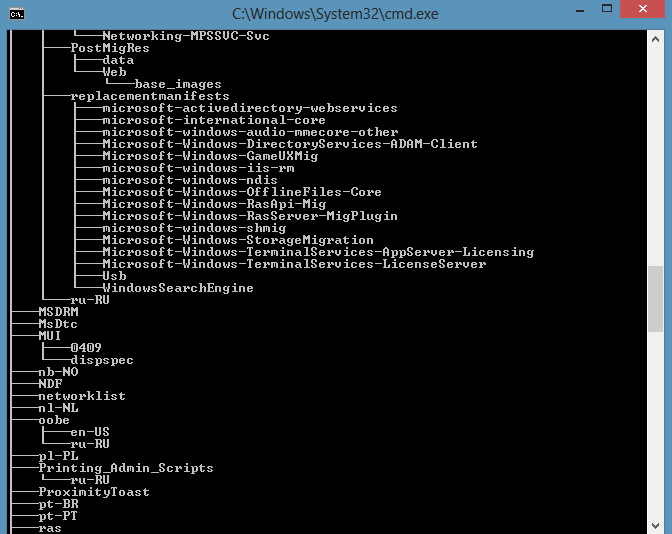 C:\Windows\System32\cmd.exe
Networking-MPSSVC-Svc
PostMigRes
data
Web
base_images
replacementmanifests
microsoft-activedirectory-webservices
microsoft-international-core
microsoft-windows-audio-mmecore-other
Microsoft-Windows-DirectoryServices-ADAM-Client
Microsoft-Windows-GameUXMig
microsoft-windows-iis-rm
microsoft-windows-ndis
Microsoft-Windows-OfflineFiles-Core
Microsoft-Windows-RasApi-Mig
Microsoft-Windows-RasServer-MigPlugin
microsoft-windows-shmig
Microsoft-Windows-StorageMigration
Microsoft-Windows-TerminalServices-AppServer-Licensing
Microsoft-Windows-TerminalServices-LicenseServer
Usb
WindowsSearchEngine
ru-RU
MSDRM
MsDtc
MUI
0409
dispspec
nb-NO
NDF
networklist
nl-NL
oobe
en-US
ru-RU
pl-PL
Printing_Admin_Scripts
ru-RU
ProximityToast
pt-BR
pt-PT
ras